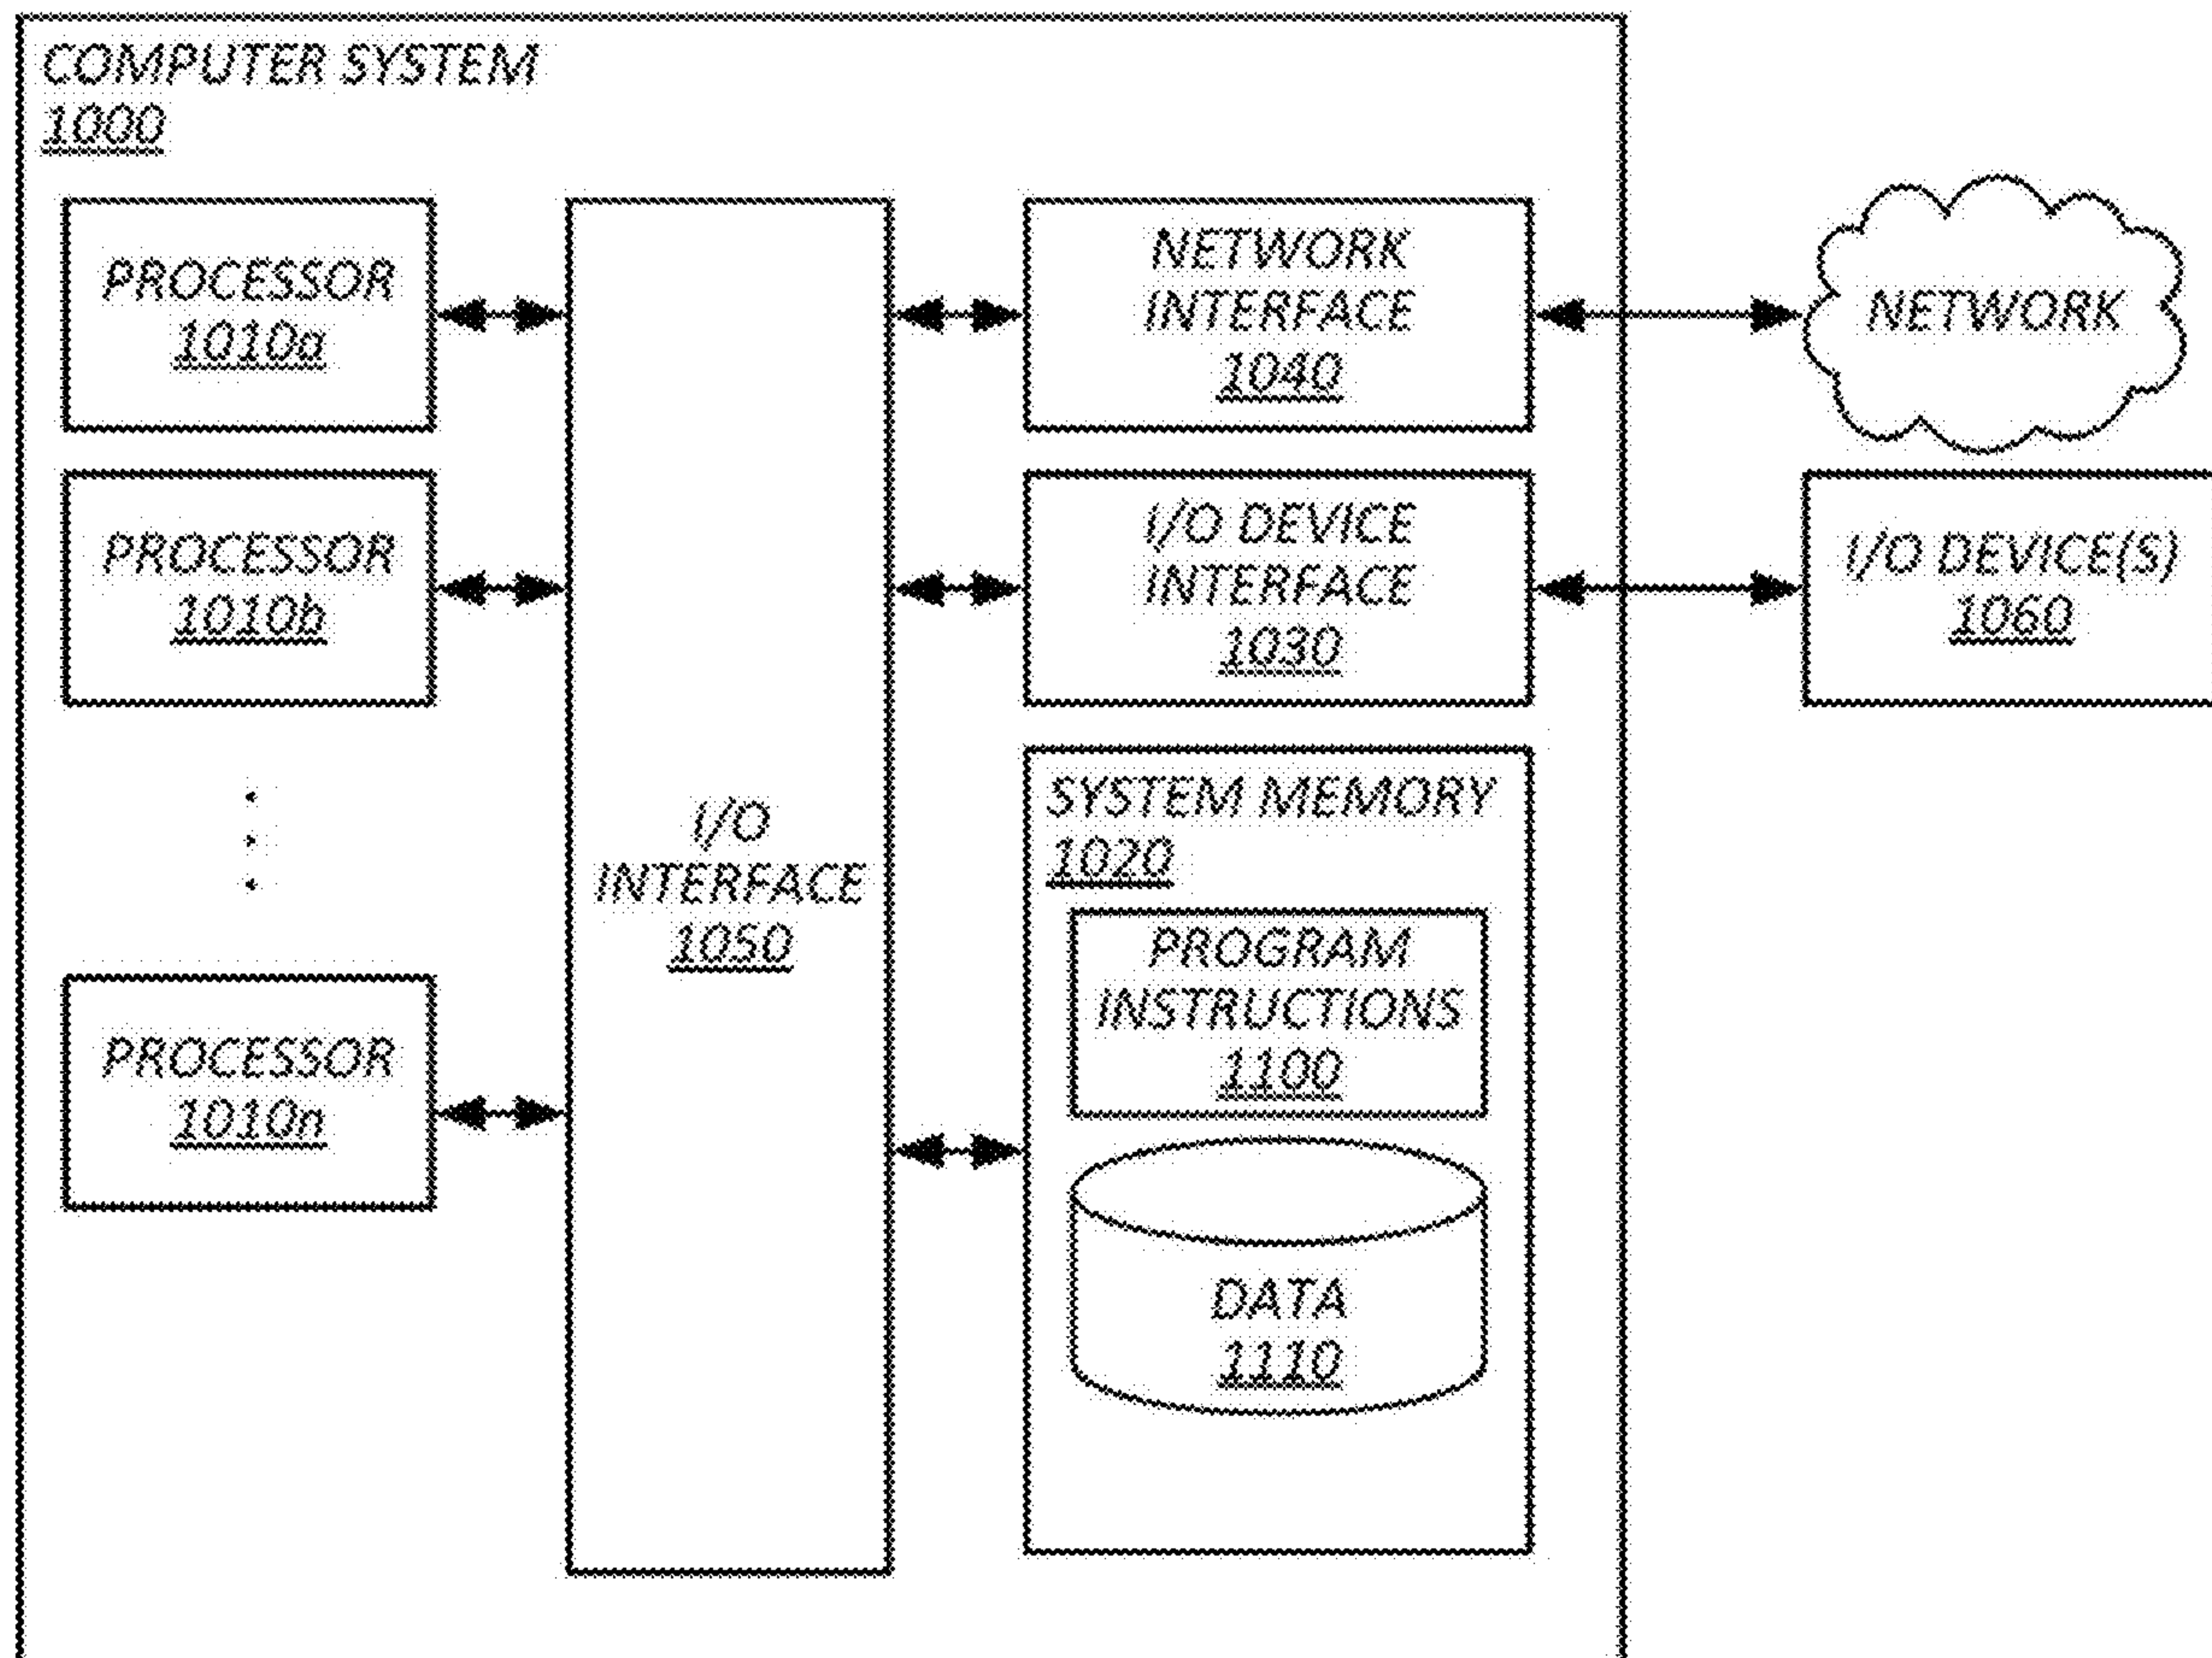 COMPUTER SYSTEM
1000
PROCESSOR
1010a
PROCESSOR
1010b
PROCESSOR
1010n
I/O
INTERFACE
1050
NETWORK
INTERFACE
1040
I/O DEVICE
INTERFACE
1030
SYSTEM MEMORY
1020
PROGRAM
INSTRUCTIONS
1100
DATA
1110
NETWORK
I/O DEVICE(S)
1060